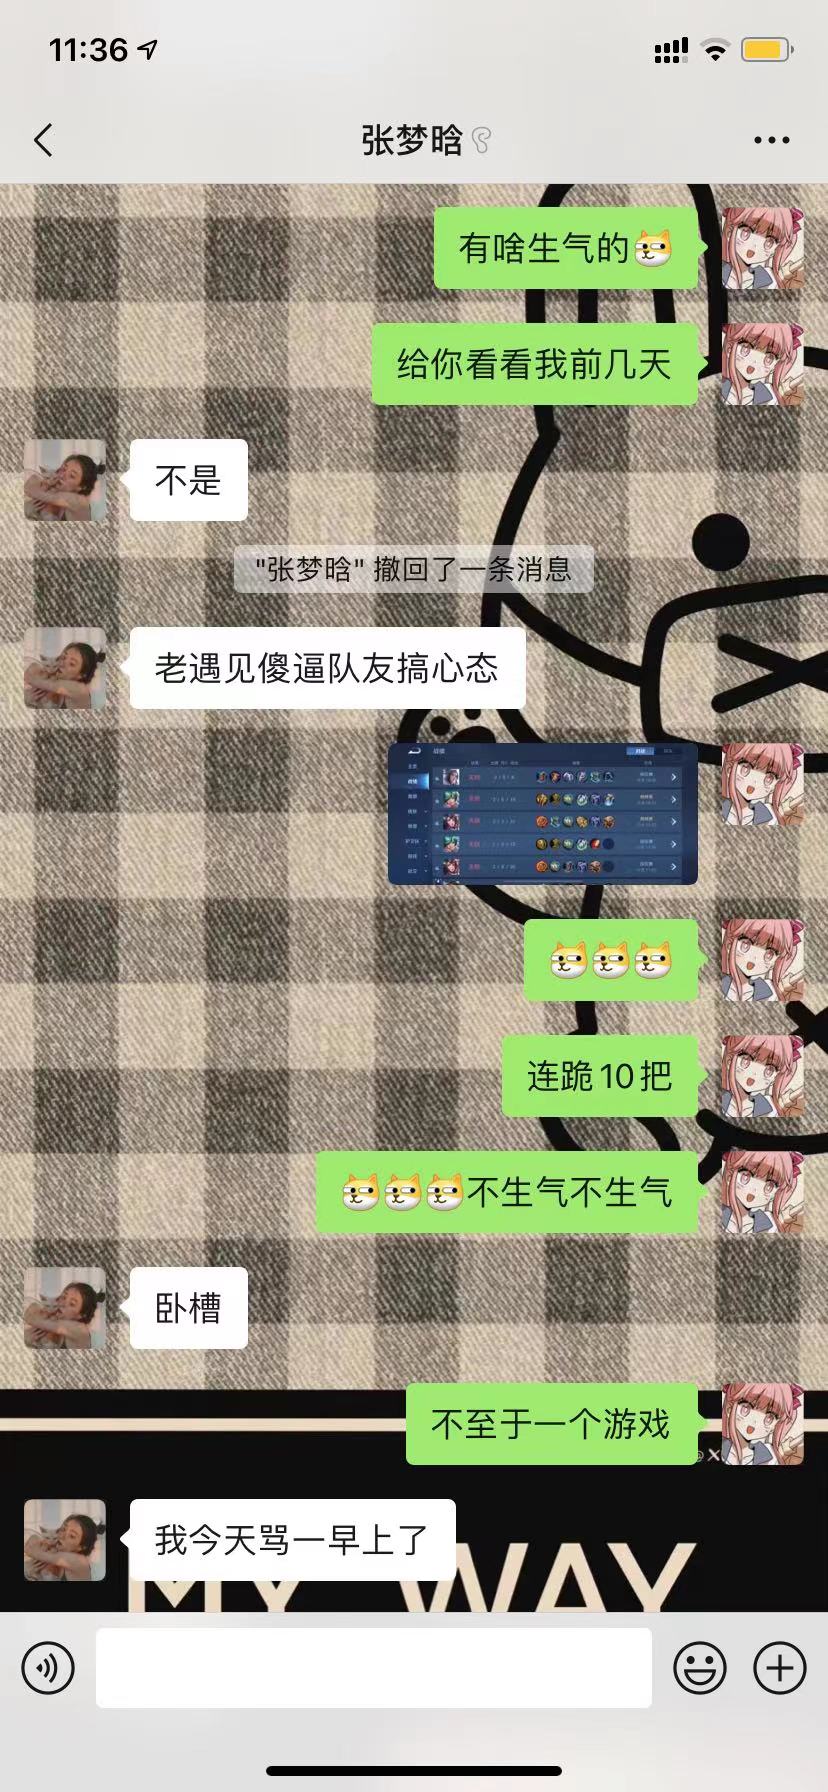 11:36
张梦晗
有啥生气的
给你看看我前几天
不是
"张梦晗" 撤回了一条消息
老遇见傻逼队友搞心态
连跪10把
不生气不生气
卧槽
不至于一个游戏
我今天骂一早上了
MY WAY